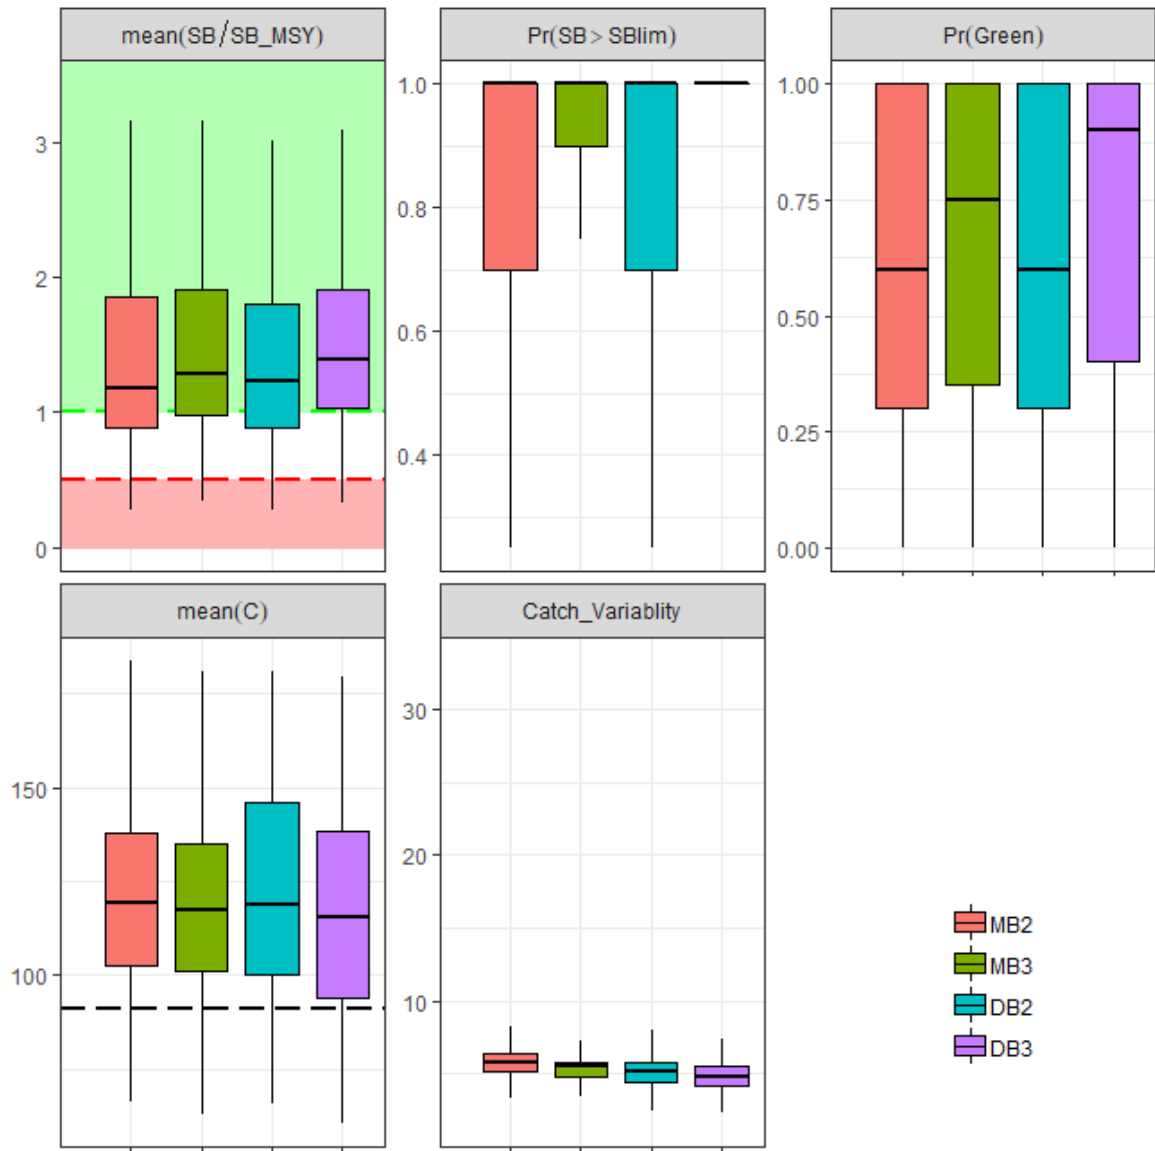 mean(SB/SB_MSY)
Pr(SB > SBlim)
Pr(Green)
3
2
1
0
1.0
0.8
0.6
0.4
1.00
0.75
0.50
0.25
0.00
mean(C)
Catch_Variablity
150
100
30
20
10
MB2
MB3
DB2
DB3